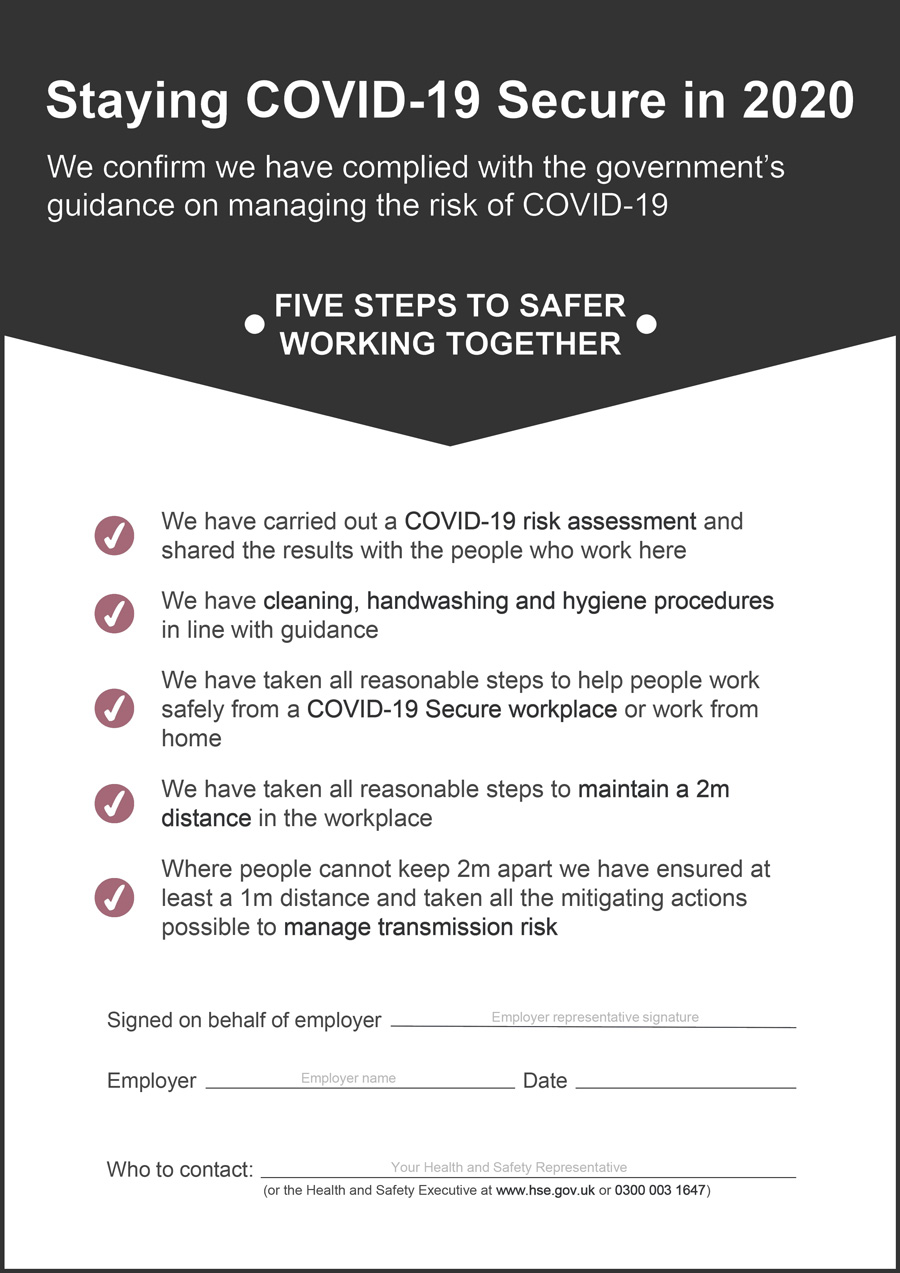 Staying COVID-19 Secure in 2020
We confirm we have complied with the government’s
guidance on managing the risk of COVID-19
FIVE STEPS TO SAFER
WORKING TOGETHER
We have carried out a COVID-19 risk assessment and
shared the results with the people who work here
We have cleaning, handwashing and hygiene procedures
in line with guidance
We have taken all reasonable steps to help people work
safely from a COVID-19 Secure workplace or work from
home
We have taken all reasonable steps to maintain a 2m
distance in the workplace
Where people cannot keep 2m apart we have ensured at
least a 1m distance and taken all the mitigating actions
possible to manage transmission risk
Signed on behalf of employer Employer representative signature
Employer Employer name Date
Who to contact: Your Health and Safety Representative
(or the Health and Safety Executive at www.hse.gov.uk or 0300 003 1647)